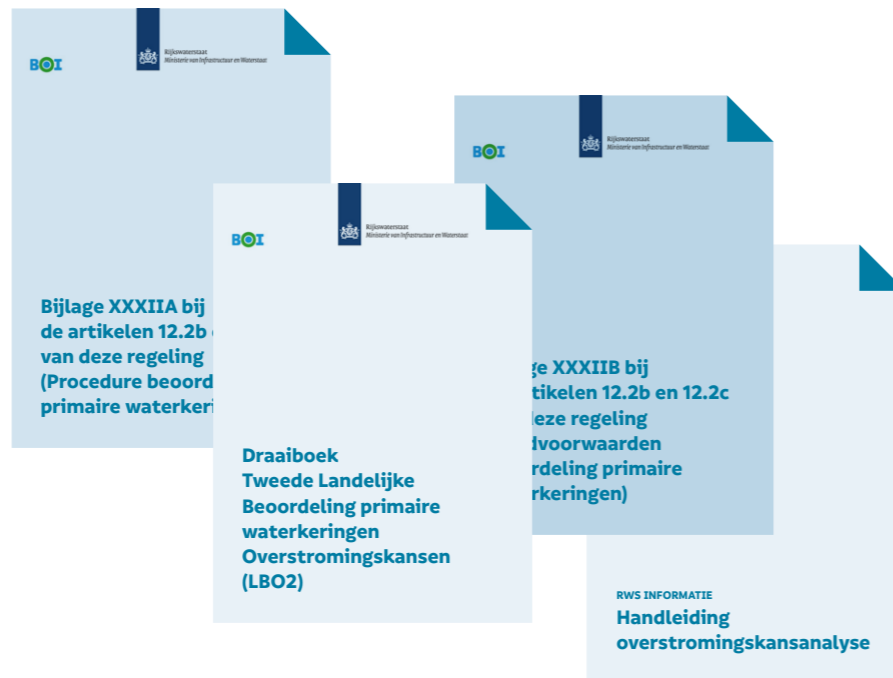 BOI
Rijkswaterstaat
Ministerie van Infrastructuur en Waterstaat
Bijlage XXXIIA bij
de artikelen 12.2b
van deze regeling
(Procedure beoord
primaire waterkeri
BOI
Rijkswaterstaat
Ministerie van Infrastructuur en Waterstaat
Draaiboek
Tweede Landelijke
Beoordeling primaire
waterkeringen
Overstromingskansen
(LBO2)
BOI
Rijkswaterstaat
Ministerie van Infrastructuur en Waterstaat
ge XXXIIB bij
tikelen 12.2b en 12.2c
deze regeling
dvoorwaarden
rdeling primaire
rkeringen)
RWS INFORMATIE
Handleiding
overstromingskansanalyse